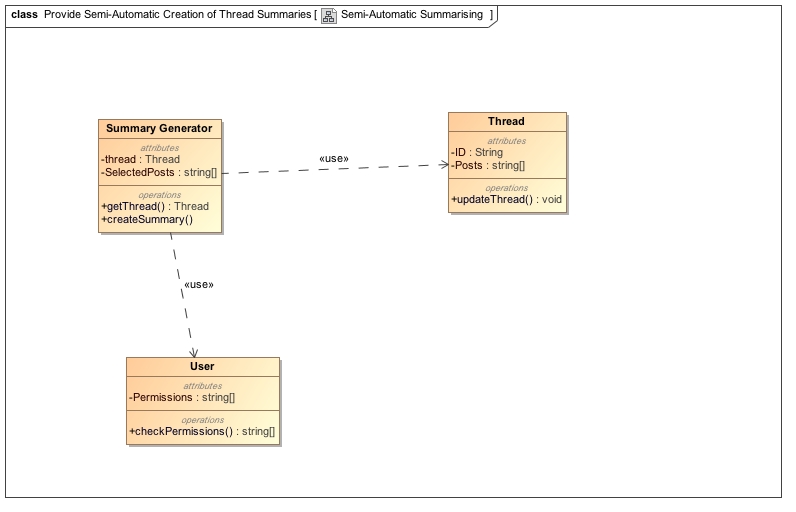 class Provide Semi-Automatic Creation of Thread Summaries [ Semi-Automatic Summarising ]
Summary Generator
attributes
-thread : Thread
-SelectedPosts : string[]
operations
+getThread() : Thread
+createSummary()
«use»
Thread
attributes
-ID : String
-Posts : string[]
operations
+updateThread() : void
«use»
User
attributes
-Permissions : string[]
operations
+checkPermissions() : string[]